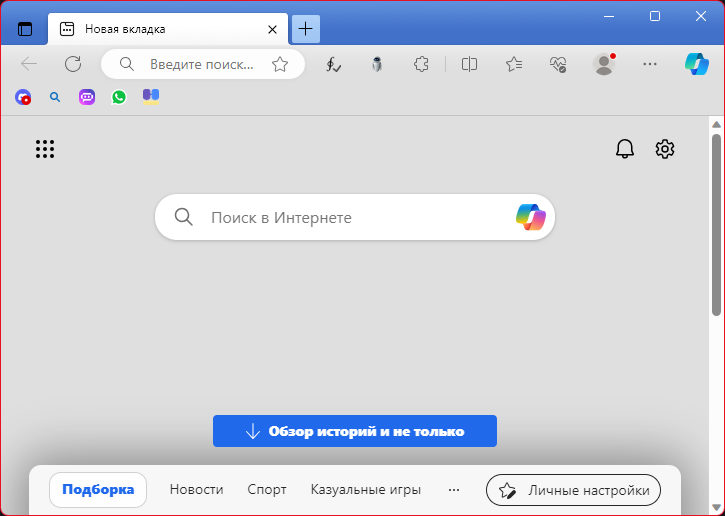 Новая вкладка
Введите поиск...
Поиск в Интернете
Обзор историй и не только
Подборка Новости Спорт Казуальные игры ... Личные настройки